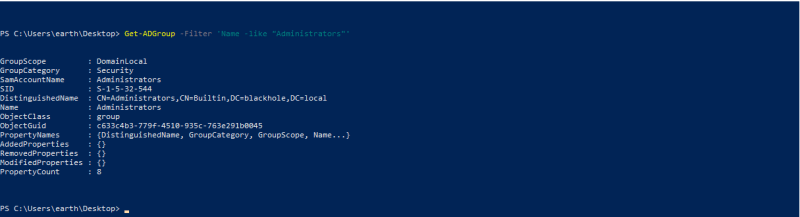 PS C:\Users\earth\Desktop> Get-ADGroup -Filter 'Name -like "Administrators"'
GroupScope : DomainLocal
GroupCategory : Security
SamAccountName : Administrators
SID : S-1-5-32-544
DistinguishedName : CN=Administrators,CN=Builtin,DC=blackhole,DC=local
Name : Administrators
ObjectClass : group
ObjectGuid : c633c4b3-779f-4510-935c-763e291b0045
PropertyNames : {DistinguishedName, GroupCategory, GroupScope, Name...}
AddedProperties : {}
RemovedProperties : {}
ModifiedProperties : {}
PropertyCount : 8
PS C:\Users\earth\Desktop> _